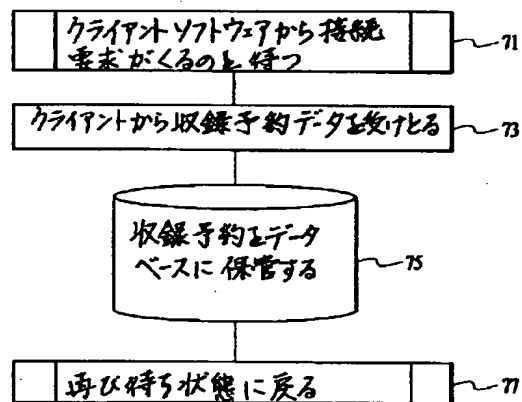 クライアントソフトウェアから接続
要求がくるのを待つ
71
クライアントから収録予約データを受けとる
73
収録予約をデータ
ベースに保管する
75
再び待ち状態に戻る
77